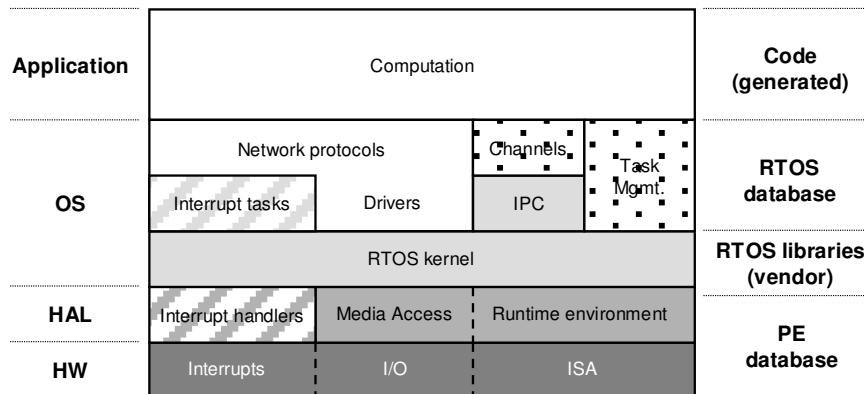 Application
Computation
Code
(generated)
Network protocols
Channels
Task
Mgmt.
OS
Interrupt tasks
Drivers
IPC
RTOS
database
RTOS kernel
RTOS libraries
(vendor)
HAL
Interrupt handlers
Media Access
Runtime environment
PE
database
HW
Interrupts
I/O
ISA